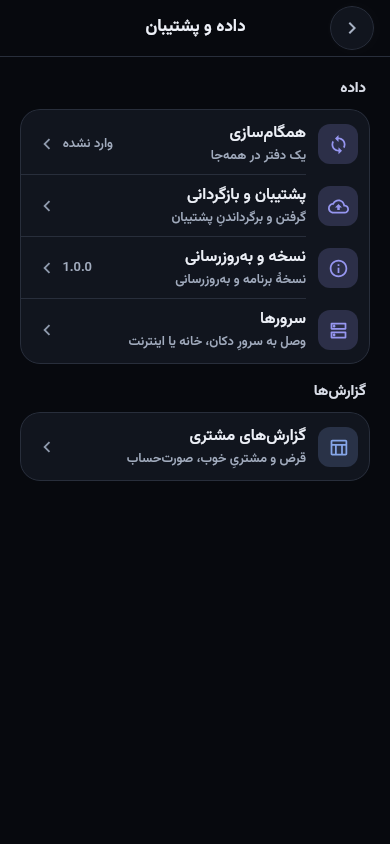 داده و پشتیبان
داده
همگام‌سازی
یک دفتر در همه‌جا
وارد نشده
پشتیبان و بازگردانی
گرفتن و برگرداندنِ پشتیبان
نسخه و به‌روزرسانی
نسخهٔ برنامه و به‌روزرسانی
1.0.0
سرورها
وصل به سرورِ دکان، خانه یا اینترنت
گزارش‌ها
گزارش‌های مشتری
قرض و مشتریِ خوب، صورت‌حساب